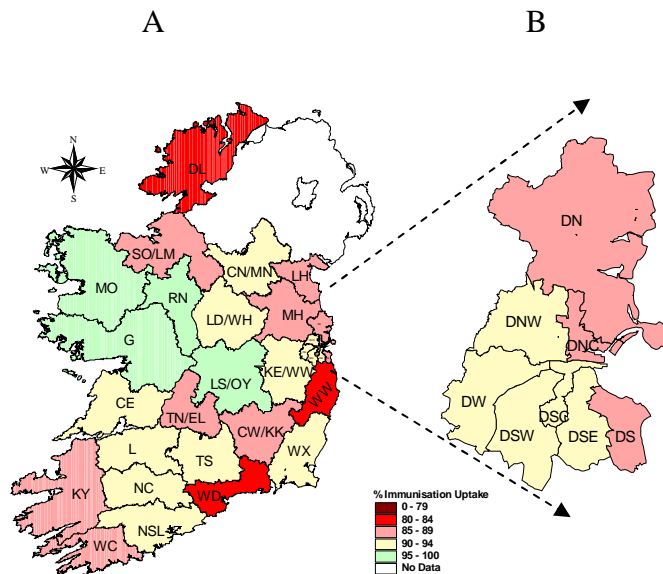 A
B
N
W
E
S
DL
SO/LM
CN/MN
LH
MO
RN
LD/WH
MH
G
LS/OY
KE/WW
WW
CE
TN/EL
CW/KK
L
TS
WX
KY
NC
WD
NSL
WC
DN
DNW
DNC
DW
DSC
DSW
DSE
DS
% Immunisation Uptake
0 - 79
80 - 84
85 - 89
90 - 94
95 - 100
No Data